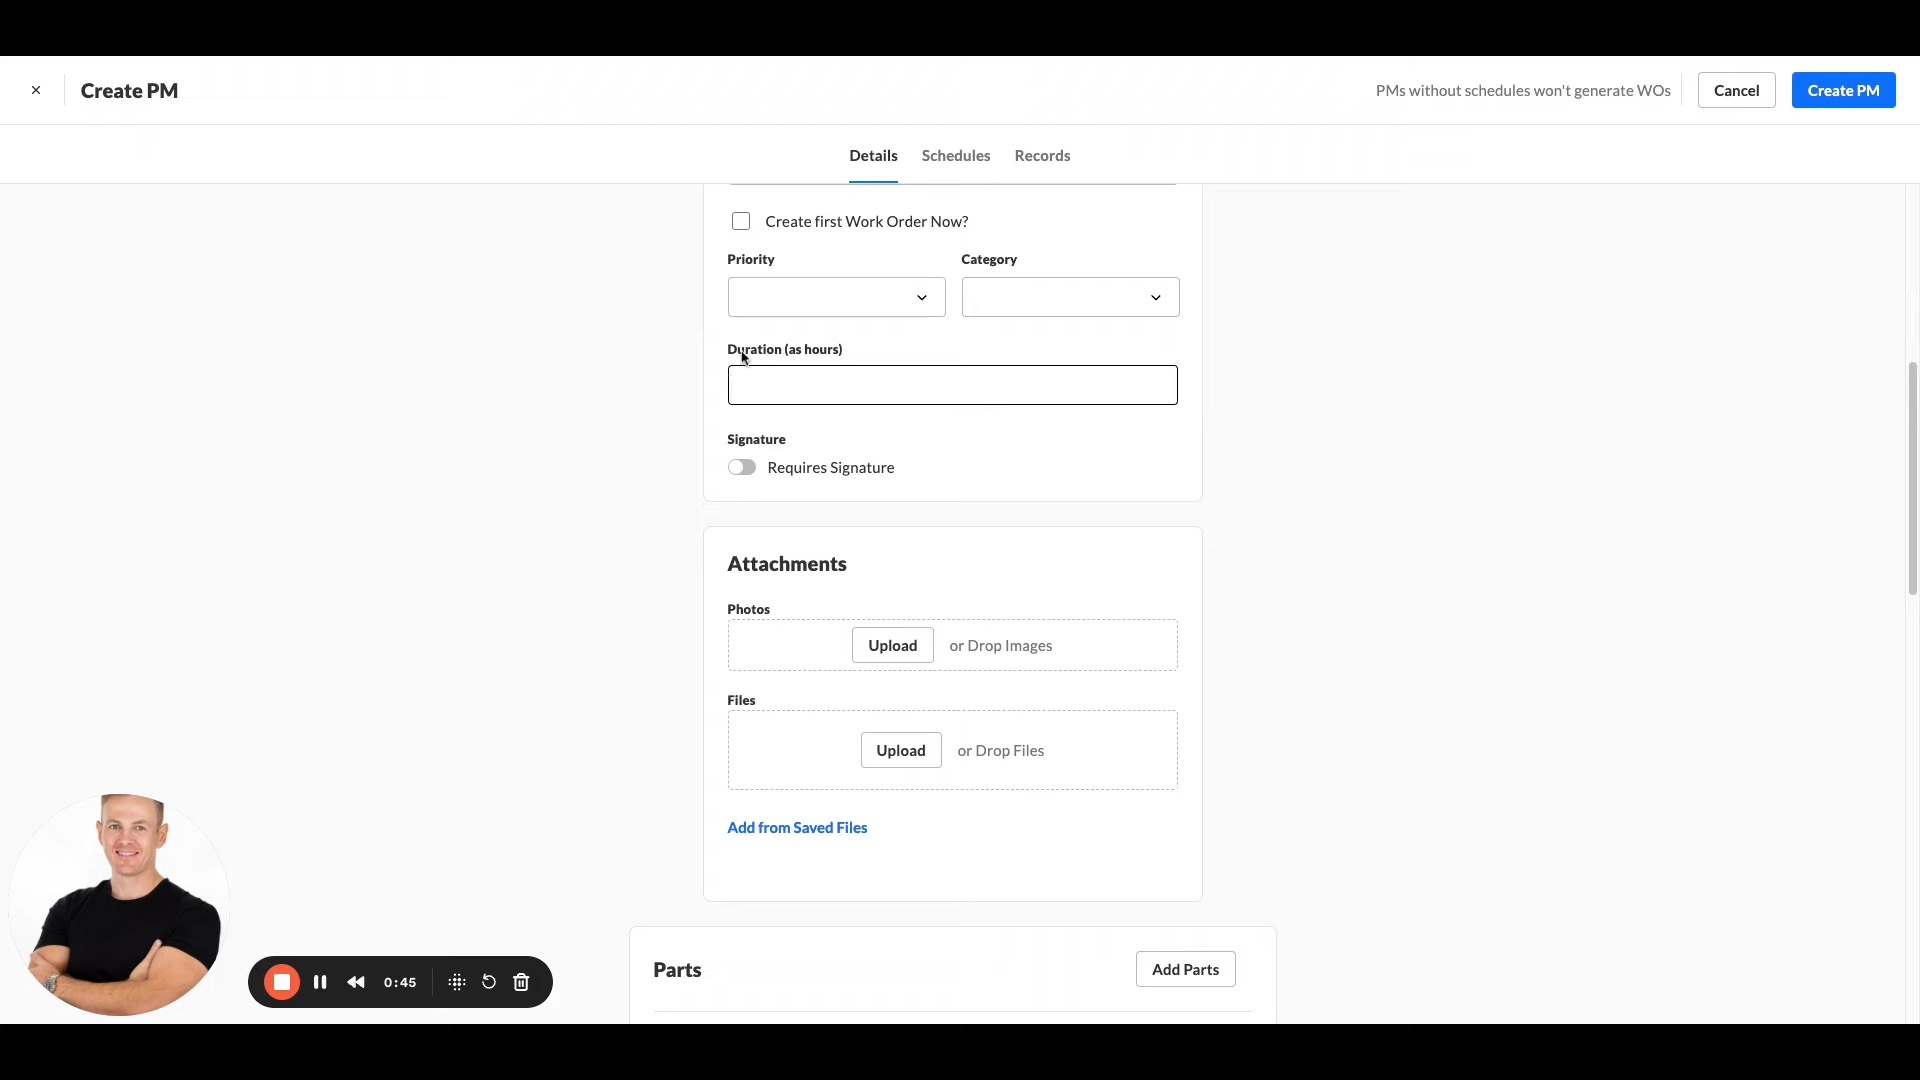 Create PM
PMs without schedules won't generate WOs
Cancel
Create PM
Details
Schedules
Records
Create first Work Order Now?
Priority
Category
Duration (as hours)
Signature
Requires Signature
Attachments
Photos
Upload
or Drop Images
Files
Upload
or Drop Files
Add from Saved Files
Parts
Add Parts
0:45